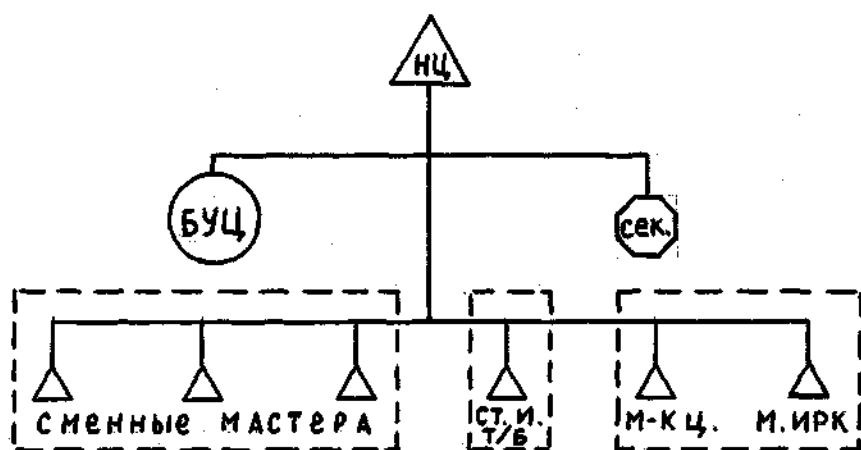 НЦ
БУЦ
сек.
СМЕННЫЕ МАСТЕРА
СТ. И.
Т/Б
М-К Ц.
М. ИРК